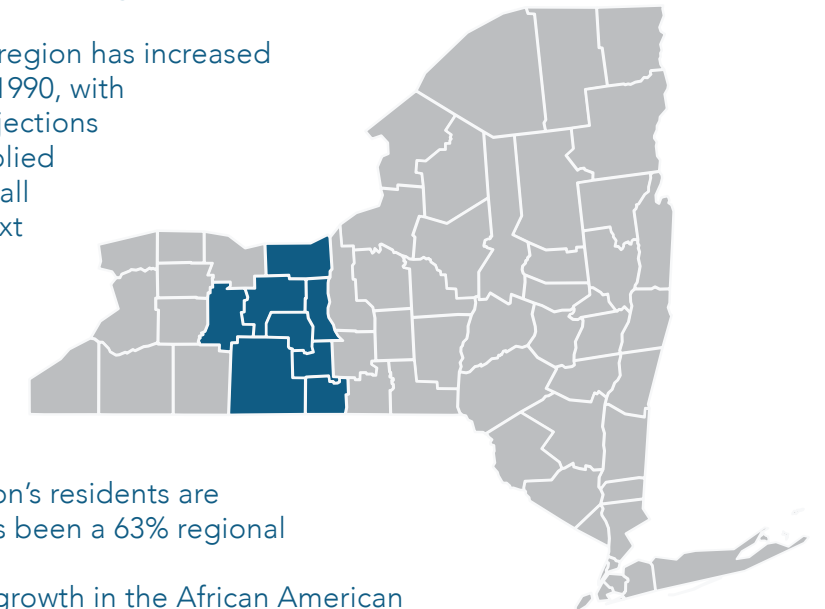 region has increased
1990, with
jections
plied
all
xt
on's residents are
s been a 63% regional
growth in the African American